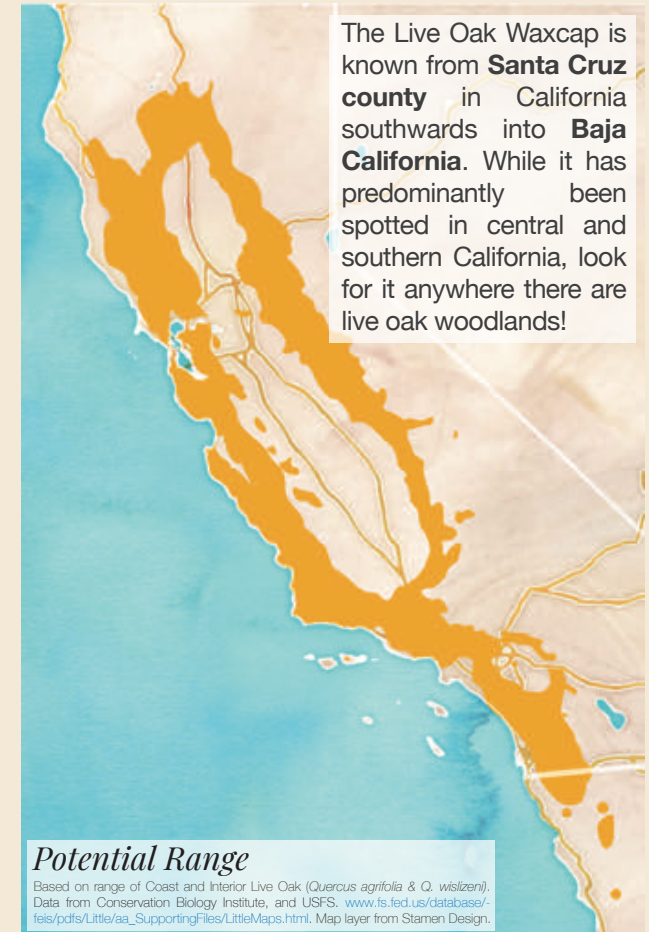 The Live Oak Waxcap is
known from Santa Cruz
county in California
southwards into Baja
California. While it has
predominantly been
spotted in central and
southern California, look
for it anywhere there are
live oak woodlands!
Potential Range
Based on range of Coast and Interior Live Oak (Quercus agrifolia & Q. wislizeni).
Data from Conservation Biology Institute, and USFS. www.fs.fed.us/database/-
feis/pdfs/Little/aa_SupportingFiles/LittleMaps.html. Map layer from Stamen Design.